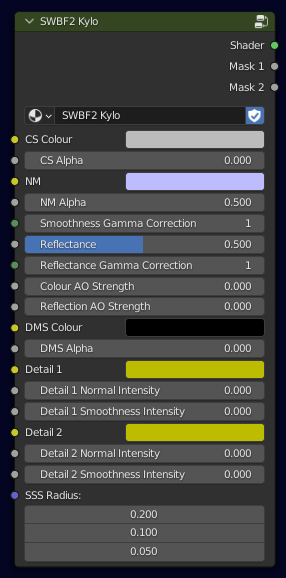 SWBF2 Kylo
Shader
Mask 1
Mask 2
SWBF2 Kylo
CS Colour
CS Alpha 0.000
NM
NM Alpha 0.500
Smoothness Gamma Correction 1
Reflectance 0.500
Reflectance Gamma Correction 1
Colour AO Strength 0.000
Reflection AO Strength 0.000
DMS Colour
DMS Alpha 0.000
Detail 1
Detail 1 Normal Intensity 0.000
Detail 1 Smoothness Intensity 0.000
Detail 2
Detail 2 Normal Intensity 0.000
Detail 2 Smoothness Intensity 0.000
SSS Radius:
0.200
0.100
0.050